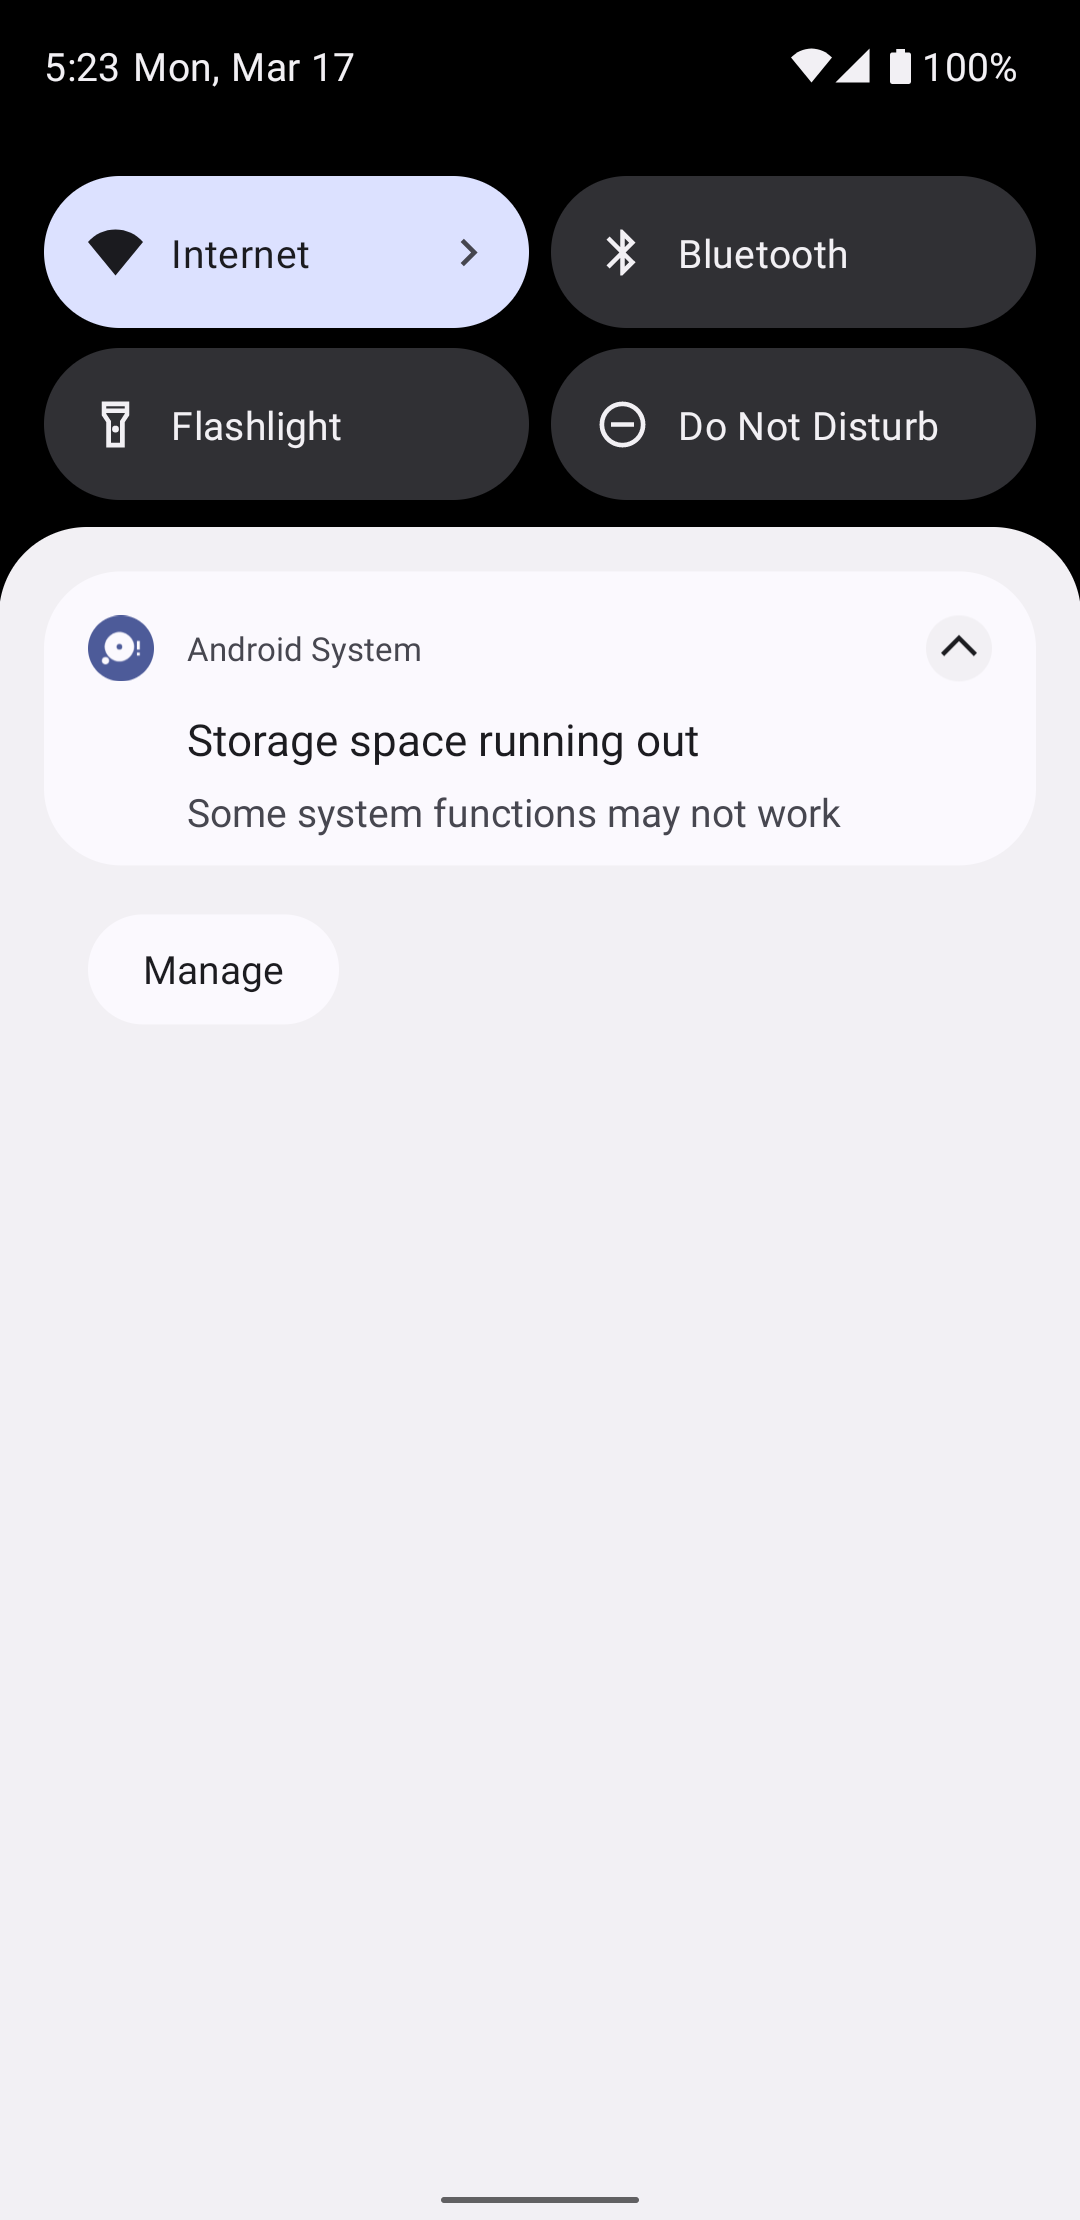 5:23 Mon, Mar 17
100%
Internet
Bluetooth
Flashlight
Do Not Disturb
Android System
Storage space running out
Some system functions may not work
Manage